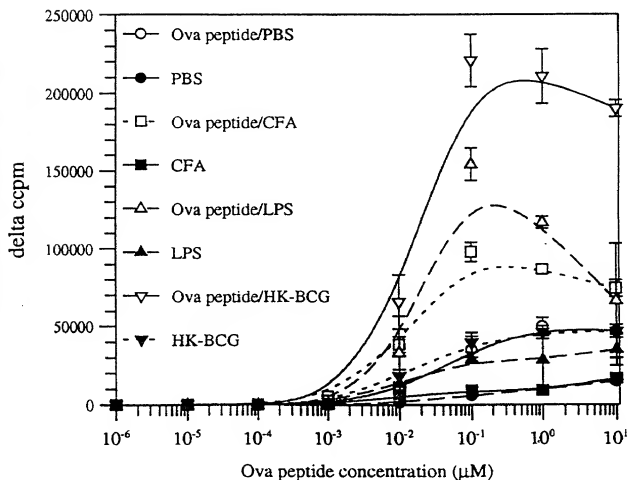 250000
200000
150000
100000
50000
0
delta ccpm
Ova peptide/PBS
PBS
Ova peptide/CFA
CFA
Ova peptide/LPS
LPS
Ova peptide/HK-BCG
HK-BCG
10-6 10-5 10-4 10-3 10-2 10-1 100 101
Ova peptide concentration (μM)